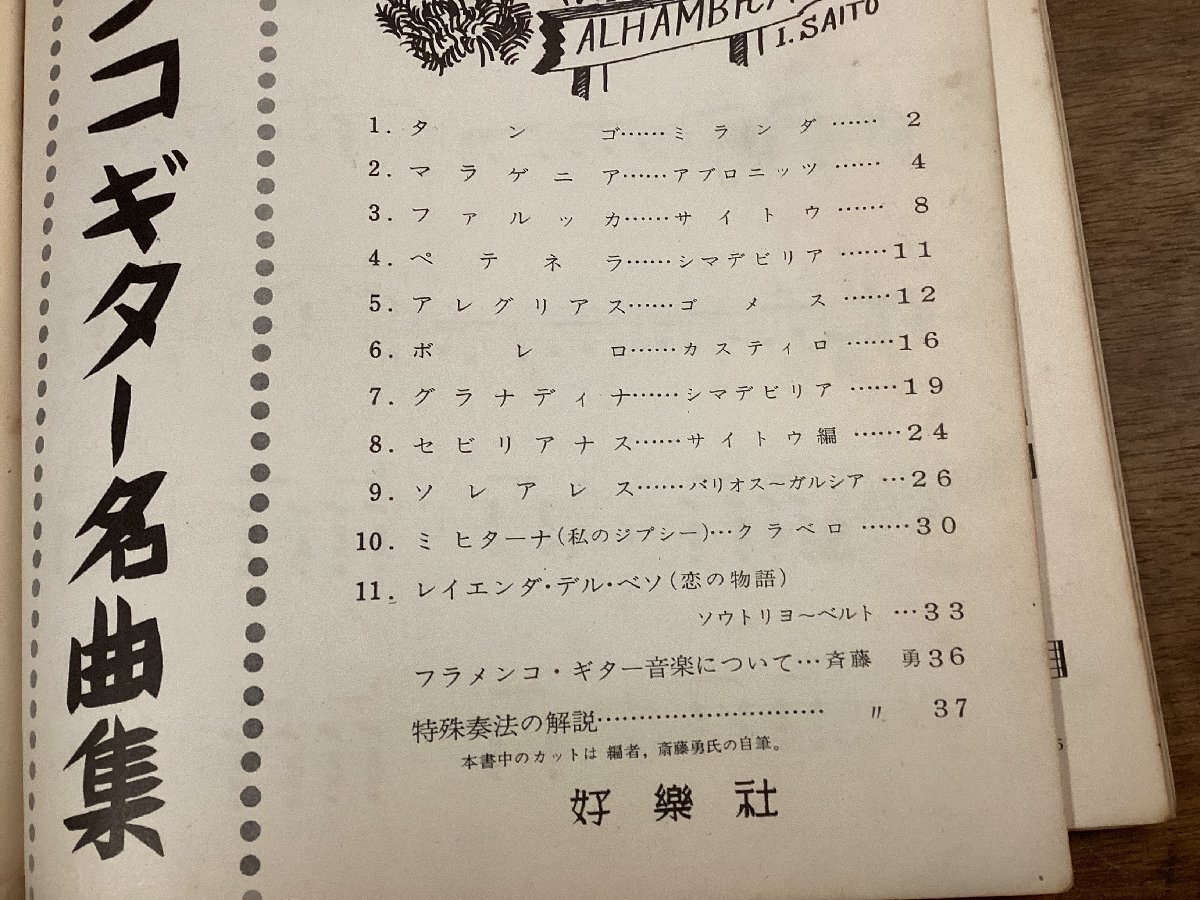 コ ギター名曲集
ALHAMBRA
I. SAITO
1. タンゴ……ミランダ……2
2. マラゲニア……アブロニッツ……4
3. ファルッカ……サイトウ……8
4. ペテネラ……シマデビリア……11
5. アレグリアス……ゴメス……12
6. ボレロ……カスティロ……16
7. グラナディナ……シマデビリア……19
8. セビリアナス……サイトウ編……24
9. ソレアレス……バリオス〜ガルシア…26
10. ミヒターナ(私のジプシー)…クラベロ……30
11. レイエンダ・デル・ベソ(恋の物語)
ソウトリヨ〜ベルト…33
フラメンコ・ギター音楽について…斉藤 勇36
特殊奏法の解説………………………〃 37
本書中のカットは 編者, 斎藤勇氏の自筆。
好樂社